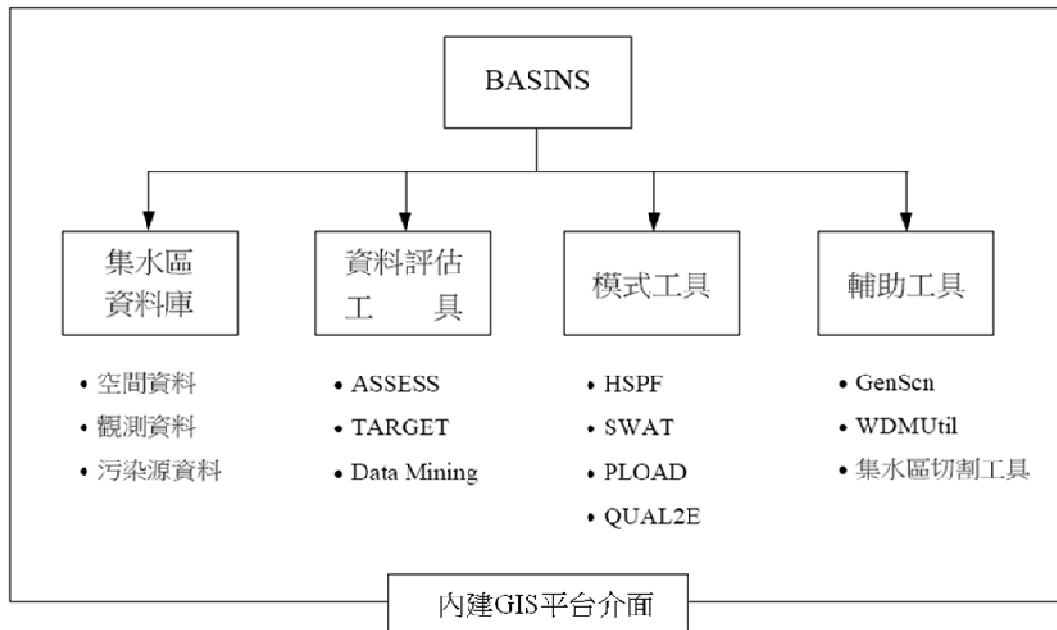 BASINS
集水區
資料庫
資料評估
工　　具
模式工具
輔助工具
• 空間資料
• 觀測資料
• 污染源資料
• ASSESS
• TARGET
• Data Mining
• HSPF
• SWAT
• PLOAD
• QUAL2E
• GenScn
• WDMUtil
• 集水區切割工具
內建GIS平台介面